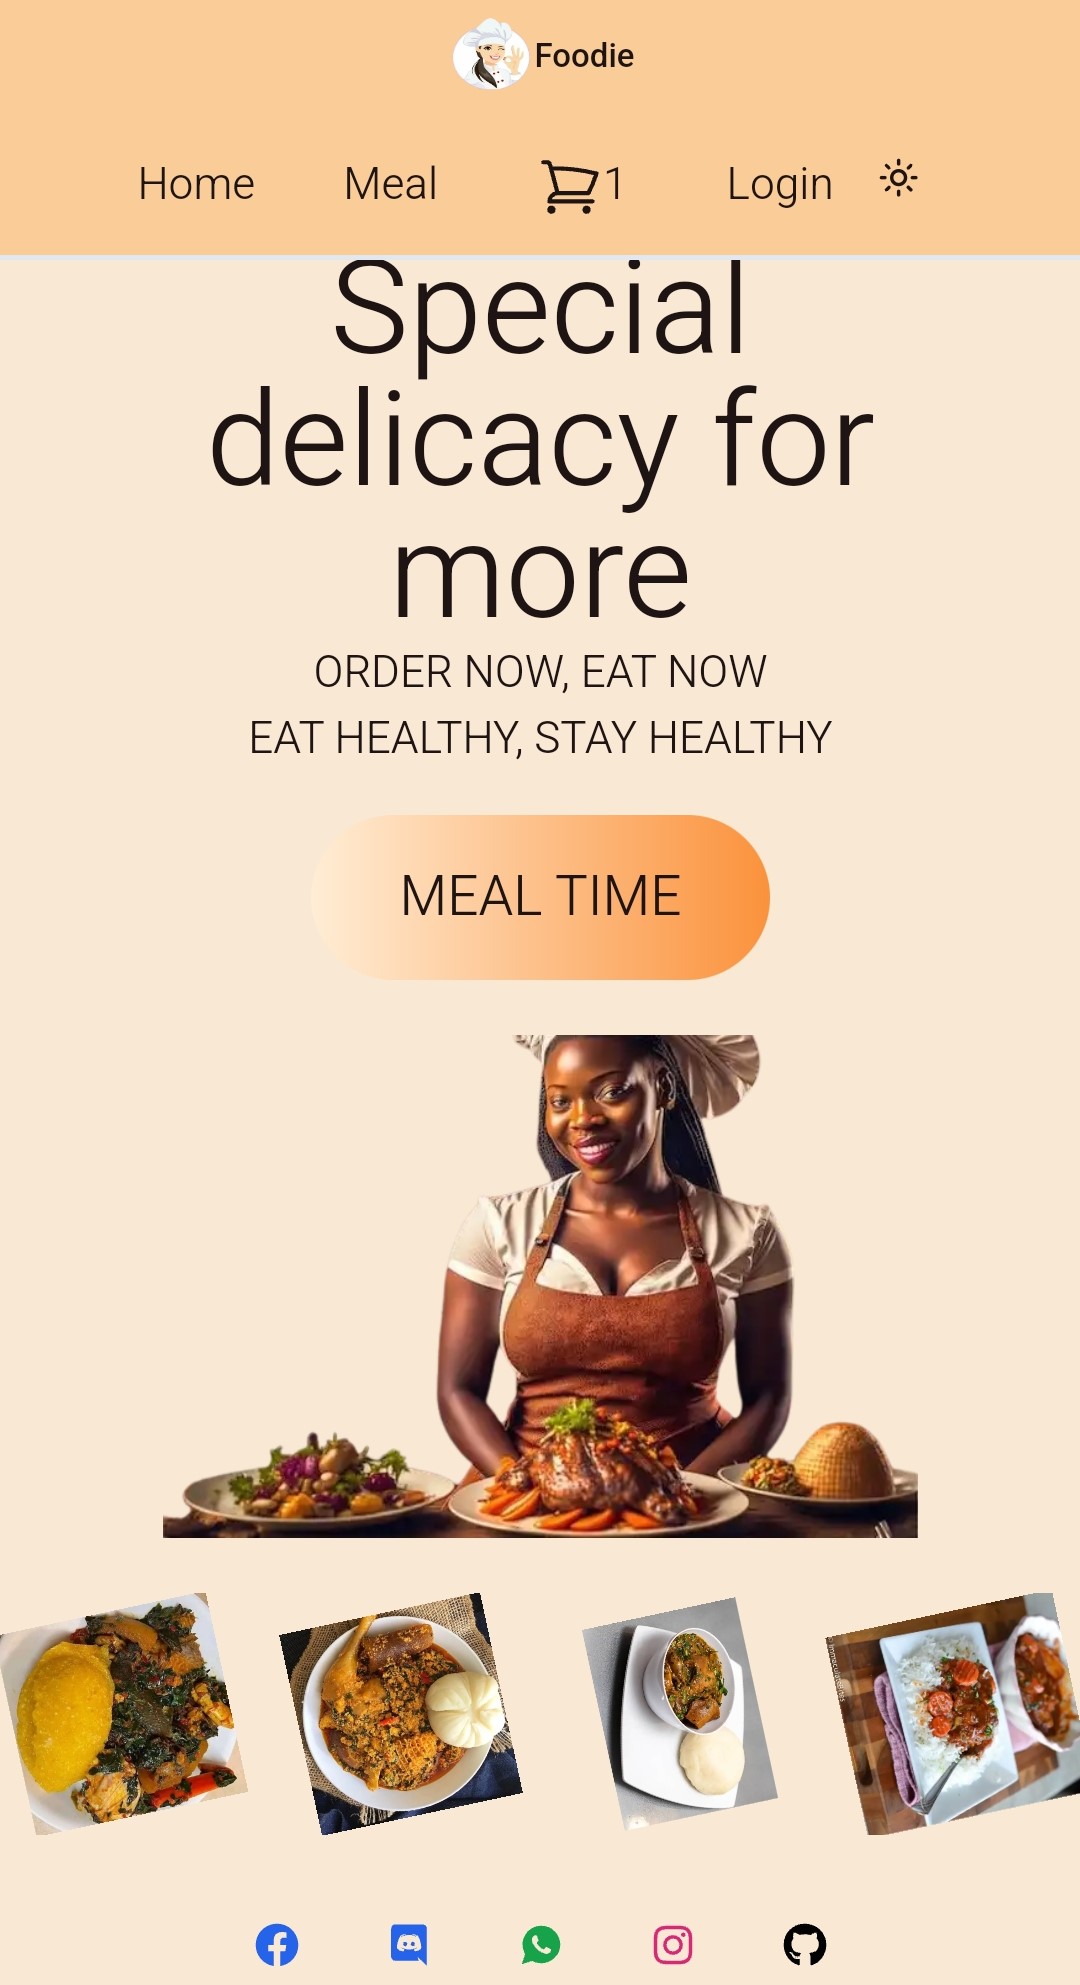 Foodie
Home Meal 1 Login
Special
delicacy for
more
ORDER NOW, EAT NOW
EAT HEALTHY, STAY HEALTHY
MEAL TIME